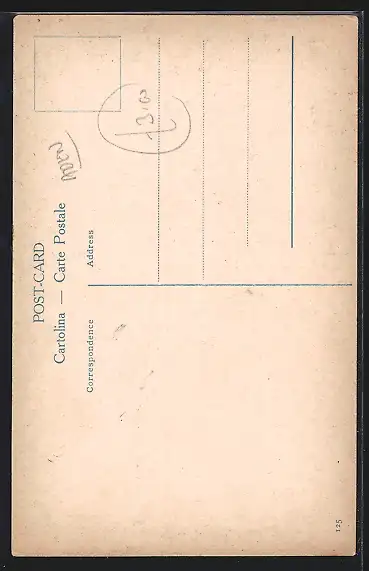 POST-CARD
Cartolina — Carte Postale
Correspondence
Address
125